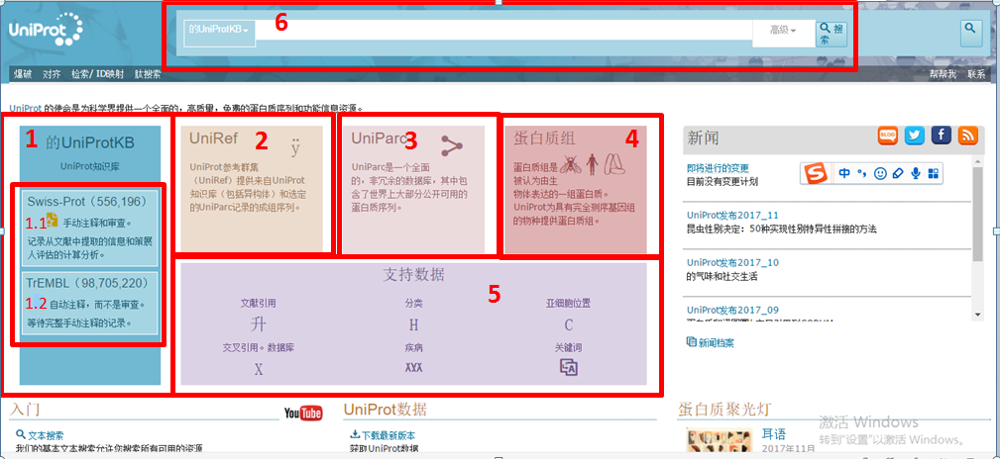 UniProt
的UniProtKB
6
高级
搜索
爆破 对齐 检索/ ID映射 肽搜索
帮帮我 联系
UniProt 的使命是为科学界提供一个全面的，高质量，免费的蛋白质序列和功能信息资源。
1 的UniProtKB
UniProt知识库
Swiss-Prot（556,196）
1.1 手动注释和审查。
记录从文献中提取的信息和策展
人评估的计算分析。
TrEMBL（98,705,220）
1.2 自动注释，而不是审查。
等待完整手动注释的记录。
UniRef 2
ÿ
UniProt参考群集
（UniRef）提供来自UniProt
知识库（包括异构体）和选定
的UniParc记录的成组序列。
UniParc 3
UniParc是一个全面
的，非冗余的数据库，其中包
含了世界上大部分公开可用的
蛋白质序列。
蛋白质组 4
蛋白质组是
被认为由生
物体表达的一组蛋白质。
UniProt为具有完全测序基因组
的物种提供蛋白质组。
支持数据
5
文献引用 分类 亚细胞位置
升 H C
交叉引用。数据库 疾病 关键词
X XXX
新闻
BLOG
即将进行的变更
目前没有变更计划
中
UniProt发布2017_11
昆虫性别决定：50种实现性别特异性拼接的方法
UniProt发布2017_10
的气味和社交生活
UniProt发布2017_09
新闻档案
入门
YouTube
文本搜索
我们的基本文本搜索允许您搜索所有可用的资源
UniProt数据
下载最新版本
获取UniProt数据
蛋白质聚光灯
耳语
2017年11月
激活 Windows
转到"设置"以激活 Windows。